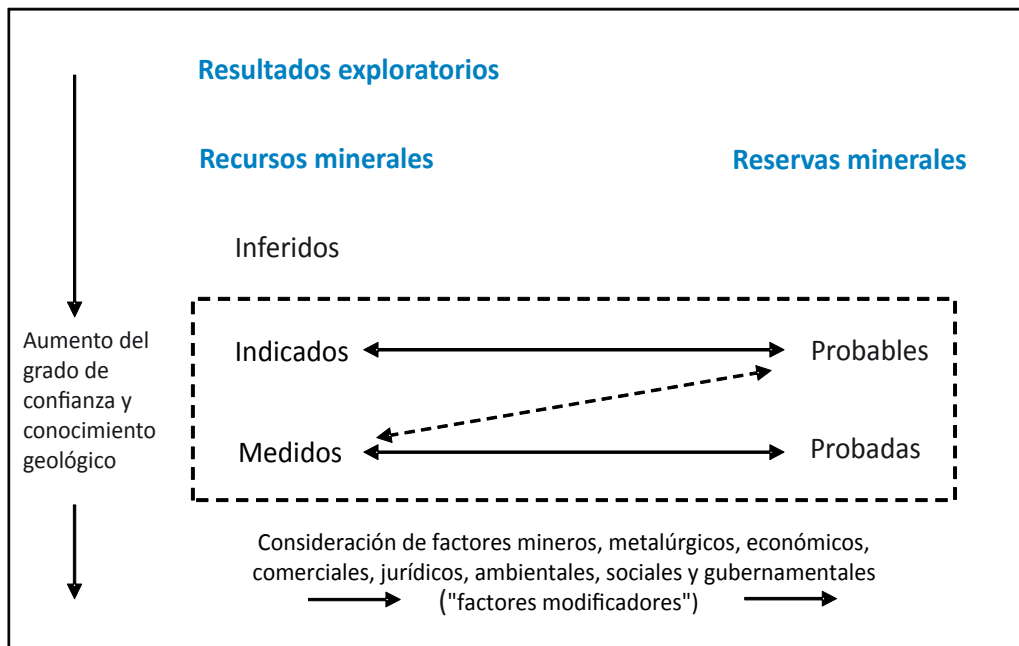 Resultados exploratorios
Recursos minerales
Reservas minerales
Inferidos
Aumento del
grado de
confianza y
conocimiento
geológico
Indicados
Probables
Medidos
Probadas
Consideración de factores mineros, metalúrgicos, económicos,
comerciales, jurídicos, ambientales, sociales y gubernamentales
("factores modificadores")